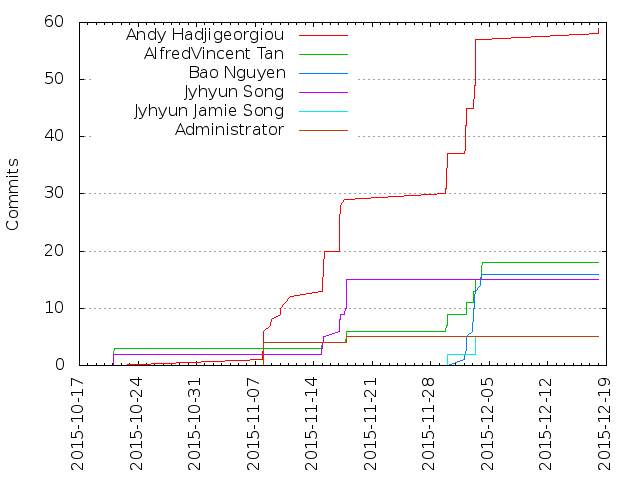 Andy Hadjigeorgiou
AlfredVincent Tan
Bao Nguyen
Jyhyun Song
Jyhyun Jamie Song
Administrator
Commits
60
50
40
30
20
10
0
2015-10-17
2015-10-24
2015-10-31
2015-11-07
2015-11-14
2015-11-21
2015-11-28
2015-12-05
2015-12-12
2015-12-19